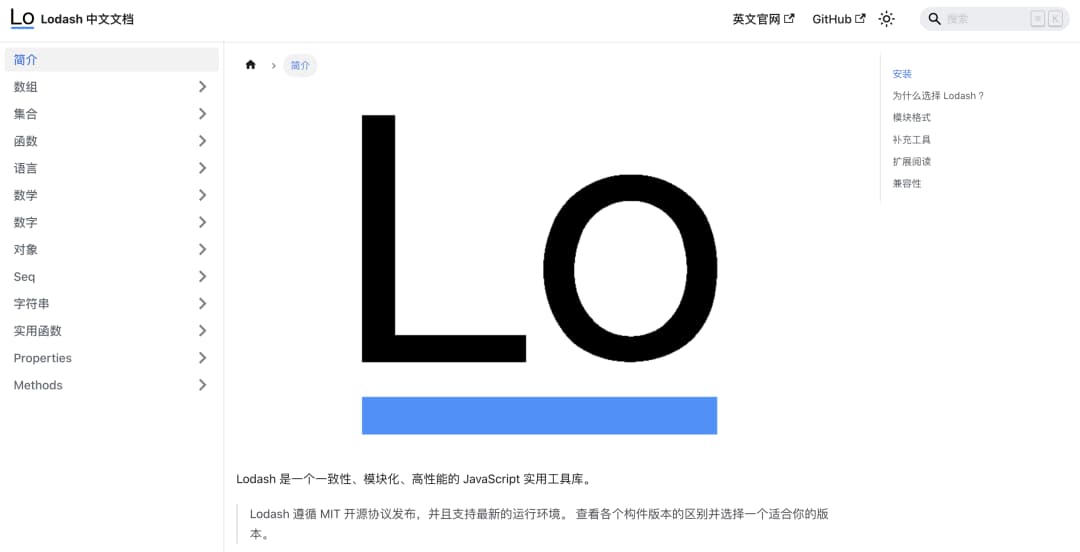 Lo Lodash 中文文档
英文官网
GitHub
搜索
⌘ K
简介
数组
集合
函数
语言
数学
数字
对象
Seq
字符串
实用函数
Properties
Methods
简介
Lo
Lodash 是一个一致性、模块化、高性能的 JavaScript 实用工具库。
Lodash 遵循 MIT 开源协议发布，并且支持最新的运行环境。 查看各个构件版本的区别并选择一个适合你的版
本。
安装
为什么选择 Lodash？
模块格式
补充工具
扩展阅读
兼容性